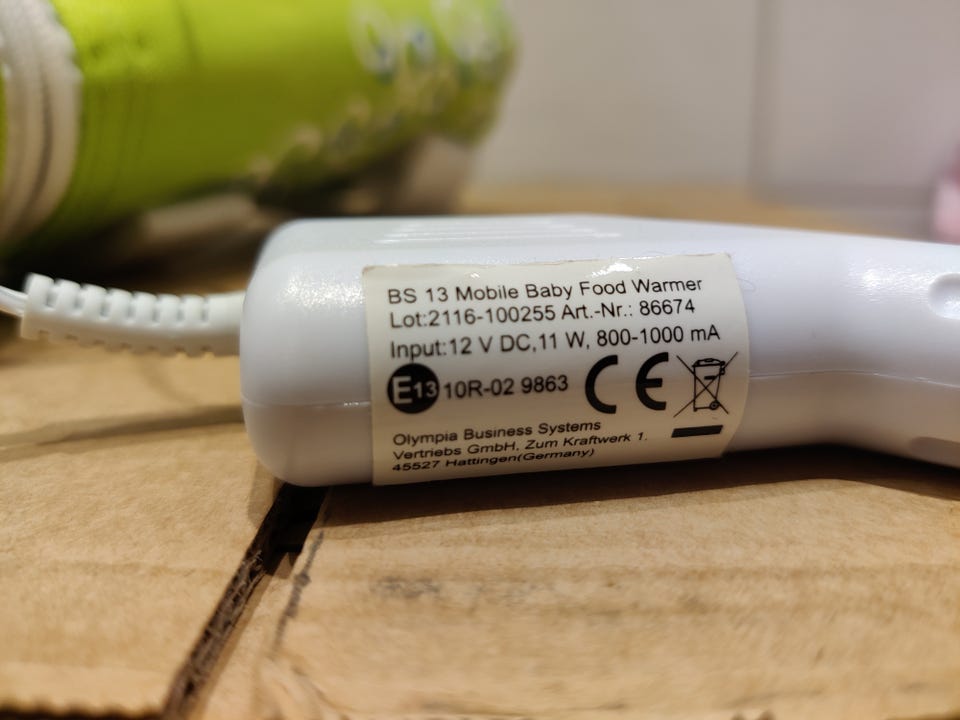 BS 13 Mobile Baby Food Warmer
Lot:2116-100255 Art.-Nr.: 86674
Input:12 V DC,11 W, 800-1000 mA
E13 10R-02 9863 CE
Olympia Business Systems
Vertriebs GmbH, Zum Kraftwerk 1.
45527 Hattingen(Germany)